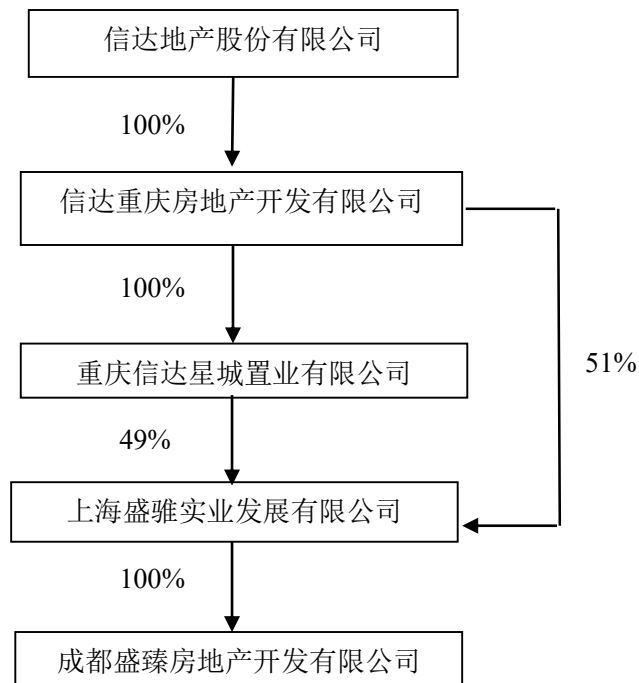 信达地产股份有限公司
100%
信达重庆房地产开发有限公司
100%
51%
重庆信达星城置业有限公司
49%
上海盛骓实业发展有限公司
100%
成都盛臻房地产开发有限公司